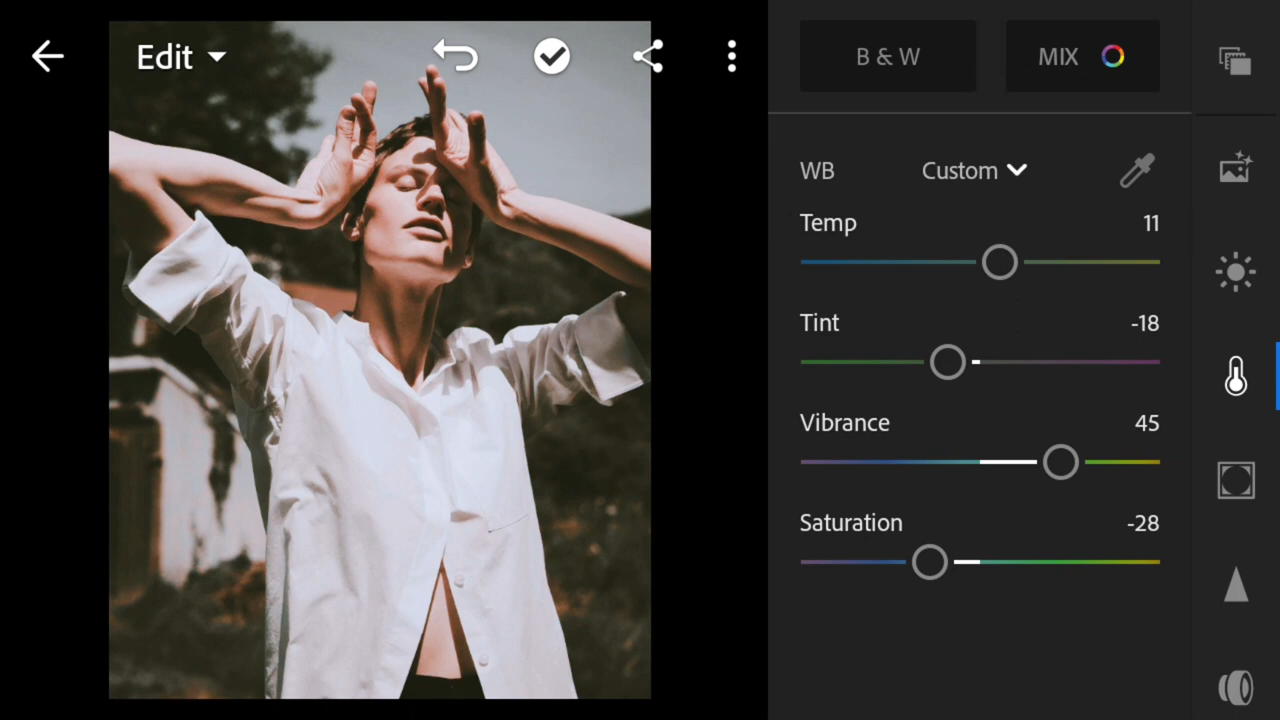 Edit
B & W
MIX
WB
Custom
Temp
11
Tint
-18
Vibrance
45
Saturation
-28